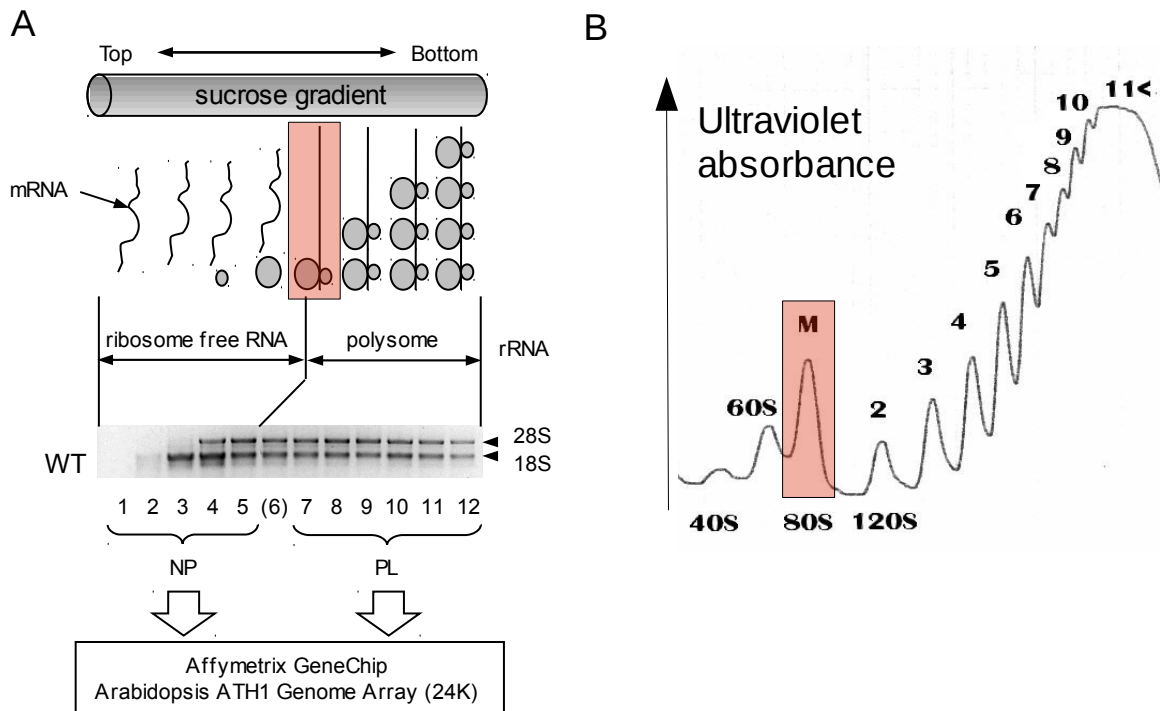 A
Top
Bottom
sucrose gradient
mRNA
ribosome free RNA
polysome
rRNA
WT
28S
18S
1 2 3 4 5 (6) 7 8 9 10 11 12
NP
PL
Affymetrix GeneChip
Arabidopsis ATH1 Genome Array (24K)
B
Ultraviolet
absorbance
40S
60S
M
80S
2
120S
3
4
5
6
7
8
9
10
11<